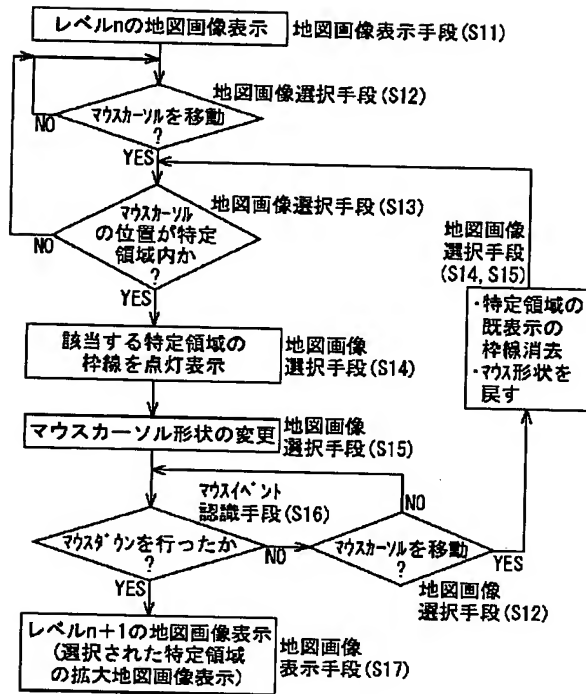 レベルnの地図画像表示
地図画像表示手段(S11)
地図画像選択手段(S12)
マウスカーソルを移動
?
NO
YES
地図画像選択手段(S13)
マウスカーソル
の位置が特定
領域内か
?
NO
YES
地図画像
選択手段
(S14,S15)
・特定領域の
既表示の
枠線消去
・マウス形状を
戻す
該当する特定領域の
枠線を点灯表示
地図画像
選択手段(S14)
マウスカーソル形状の変更
地図画像
選択手段(S15)
マウスイベント
認識手段(S16)
マウスダウンを行ったか
?
NO
YES
マウスカーソルを移動
?
NO
YES
地図画像
選択手段(S12)
レベルn+1の地図画像表示
(選択された特定領域
の拡大地図画像表示)
地図画像
表示手段(S17)